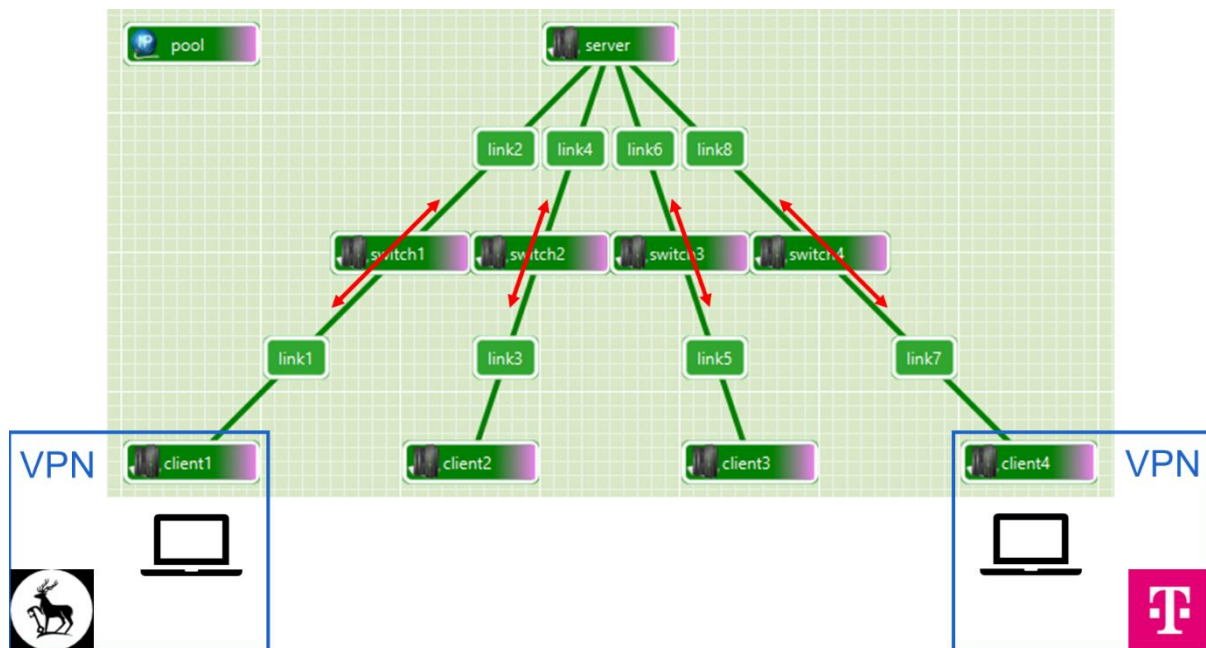 IP
pool
server
link2
link4
link6
link8
switch1
switch2
switch3
switch4
link1
link3
link5
link7
VPN
client1
client2
client3
client4
VPN
T